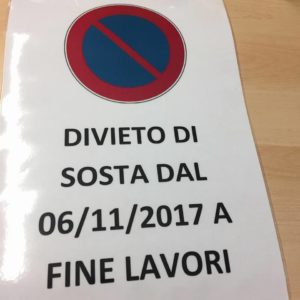 DIVIETO DI
SOSTA DAL
06/11/2017 A
FINE LAVORI